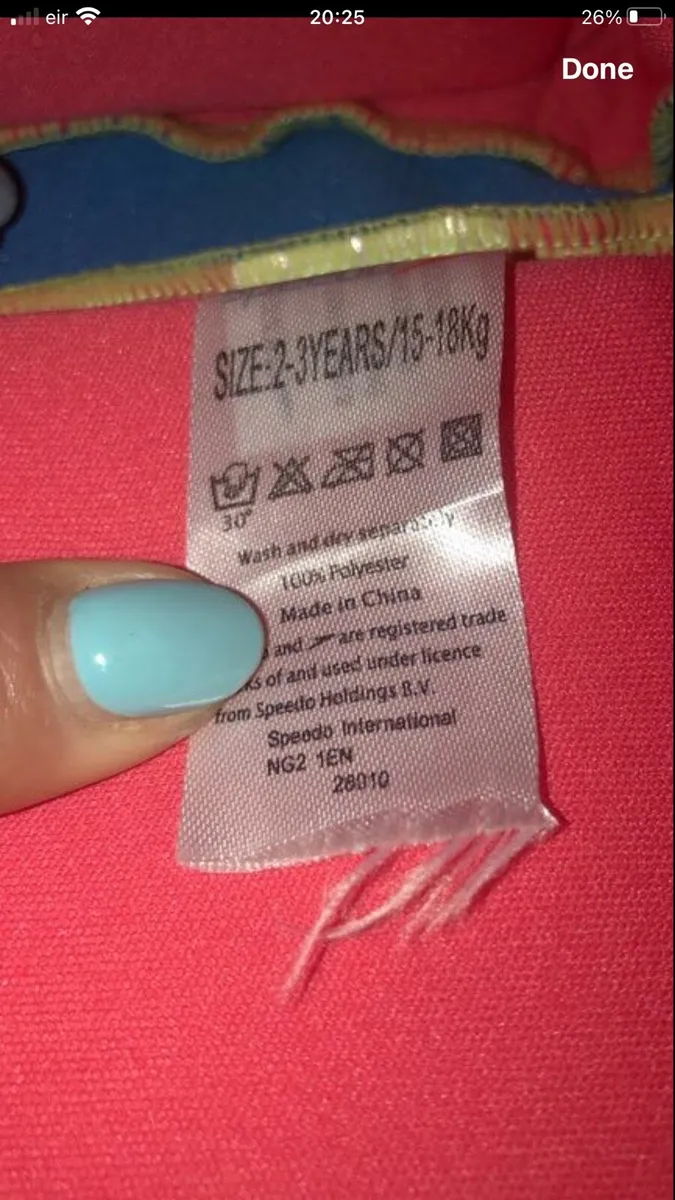 eir 20:25 26%
Done
SIZE:2-3YEARS/15-18Kg
30°
Wash and dry separately
100% Polyester
Made in China
and are registered trade
of and used under licence
from Speedo Holdings B.V.
Speedo International
NG2 1EN
28010